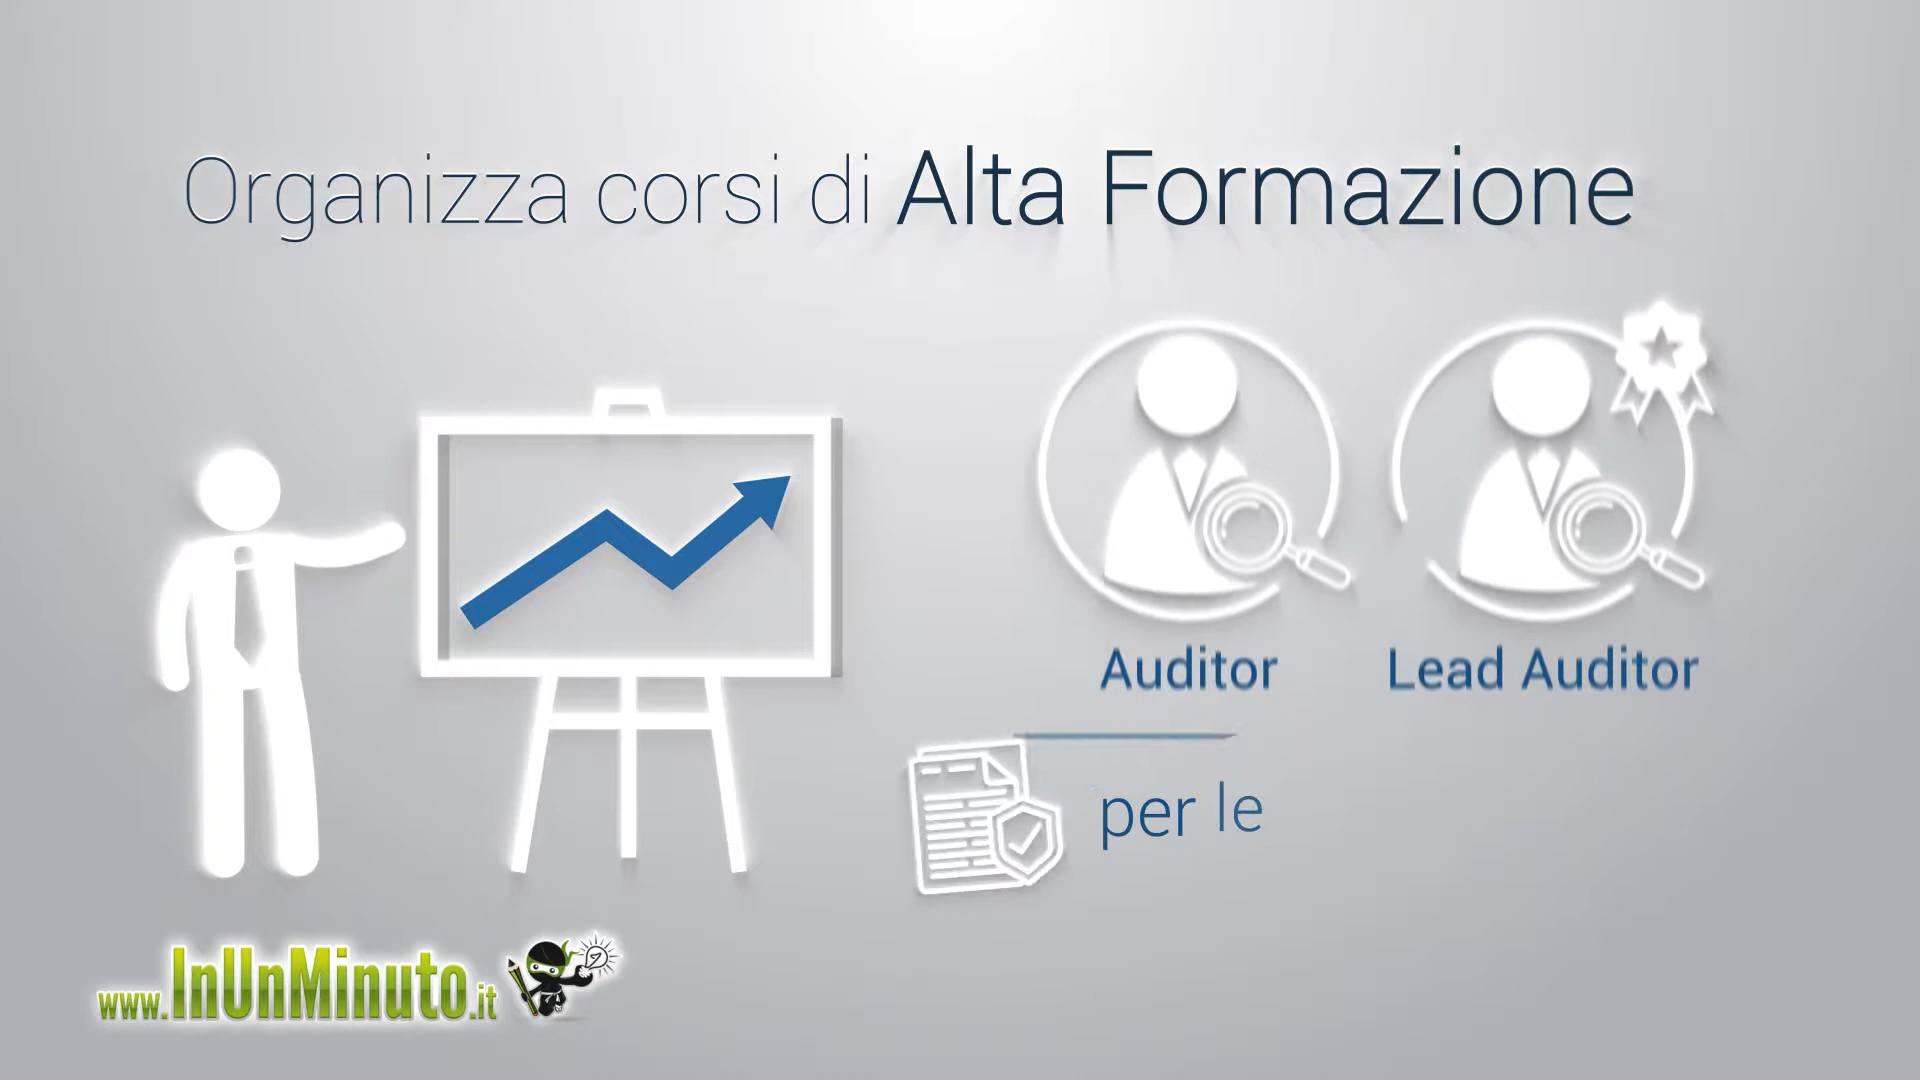 Organizza corsi di Alta Formazione
Auditor
Lead Auditor
per le
www.InUnMinuto.it